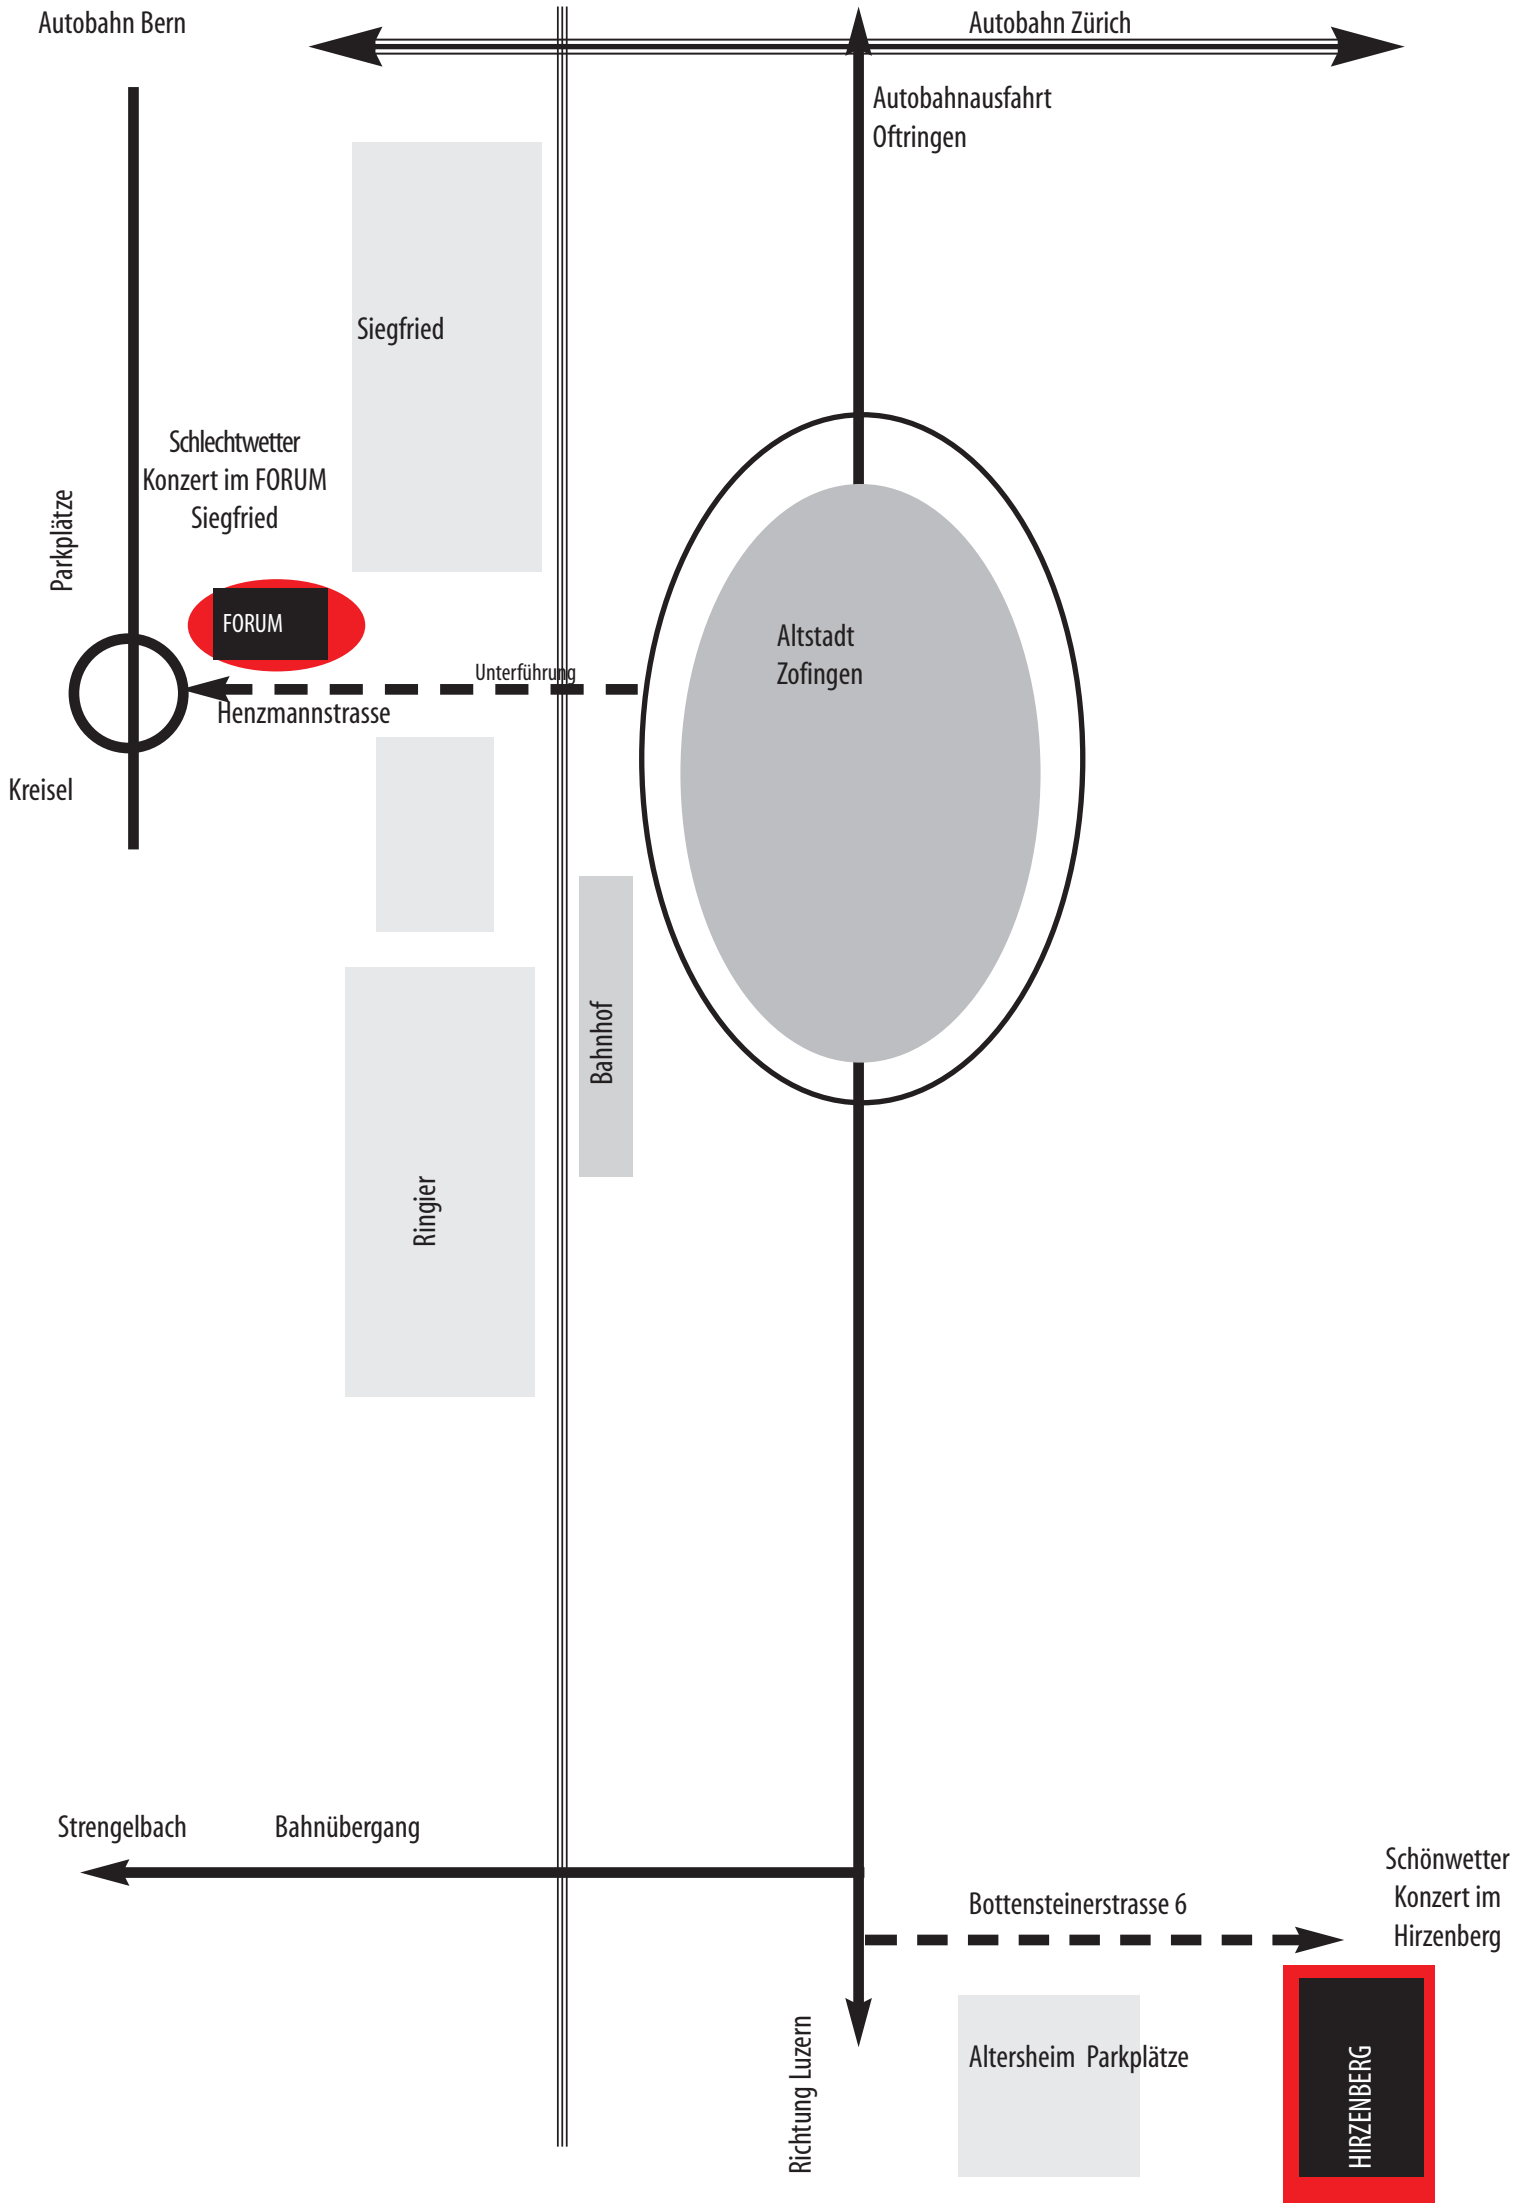 Autobahn Bern
Autobahn Zürich
Autobahnausfahrt
Oftringen
Siegfried
Schlechtwetter
Konzert im FORUM
Siegfried
Parkplätze
FORUM
Altstadt
Zofingen
Unterführung
Henzmannstrasse
Kreisel
Bahnhof
Ringier
Strengelbach
Bahnübergang
Schönwetter
Konzert im
Hirzenberg
Bottensteinerstrasse 6
Richtung Luzern
Altersheim Parkplätze
HIRZENBERG